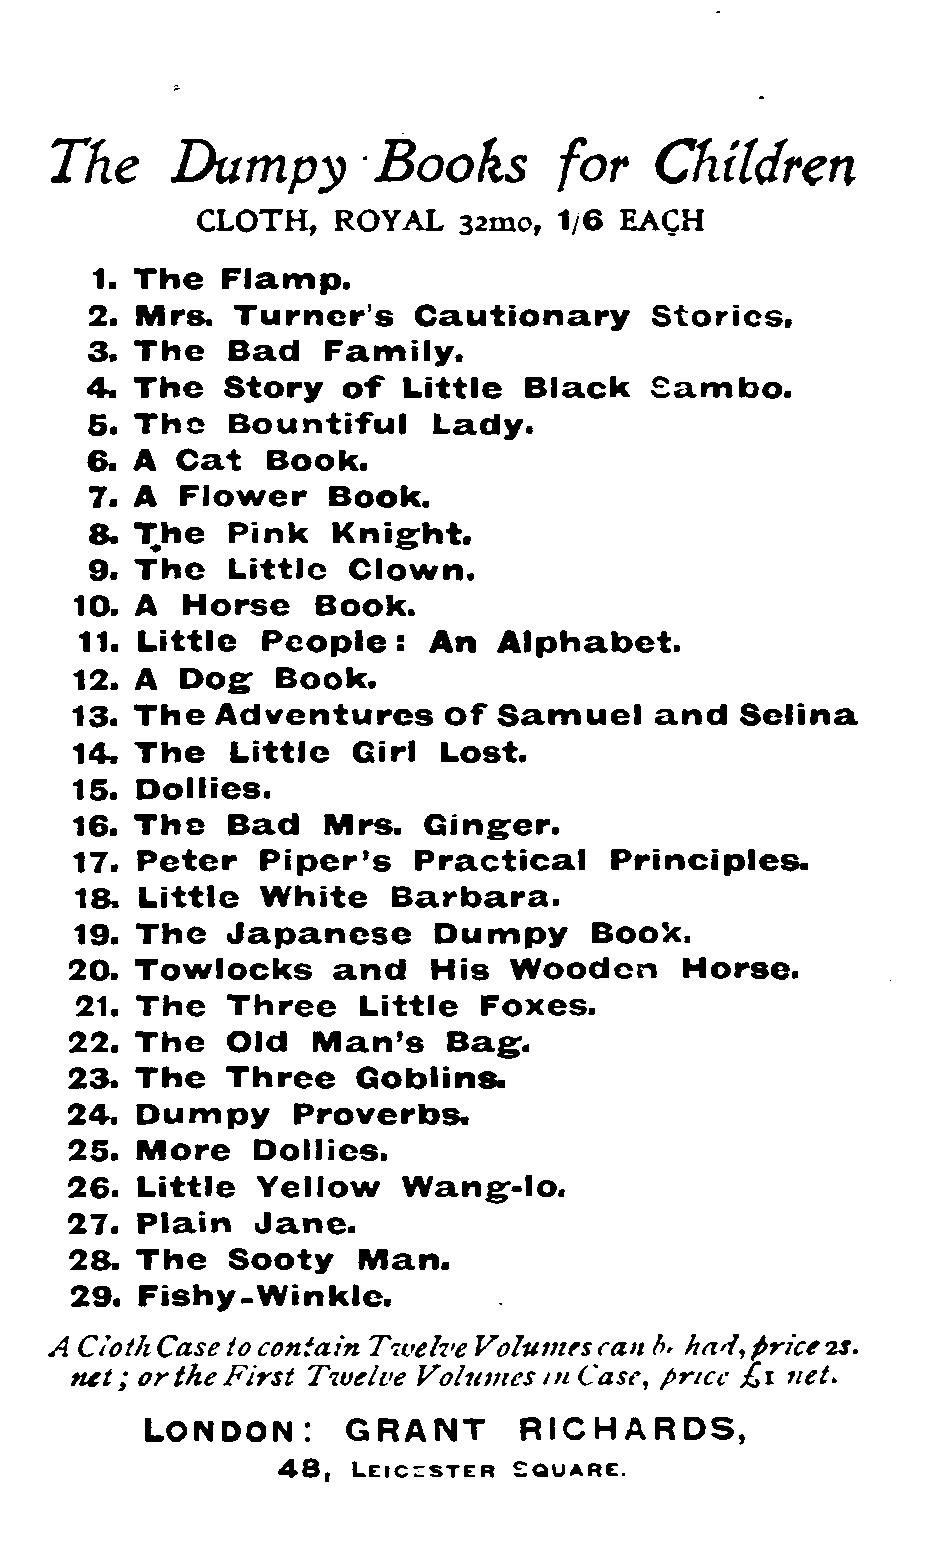 The Dumpy Books for Children
CLOTH, ROYAL 32mo, 1/6 EACH
1. The Flamp.
2. Mrs. Turner's Cautionary Stories.
3. The Bad Family.
4. The Story of Little Black Sambo.
5. The Bountiful Lady.
6. A Cat Book.
7. A Flower Book.
8. The Pink Knight.
9. The Little Clown.
10. A Horse Book.
11. Little People: An Alphabet.
12. A Dog Book.
13. The Adventures of Samuel and Selina
14. The Little Girl Lost.
15. Dollies.
16. The Bad Mrs. Ginger.
17. Peter Piper's Practical Principles.
18. Little White Barbara.
19. The Japanese Dumpy Book.
20. Towlocks and His Wooden Horse.
21. The Three Little Foxes.
22. The Old Man's Bag.
23. The Three Goblins.
24. Dumpy Proverbs.
25. More Dollies.
26. Little Yellow Wang-lo.
27. Plain Jane.
28. The Sooty Man.
29. Fishy-Winkle.
A Cloth Case to contain Twelve Volumes can be had, price 2s.
net; or the First Twelve Volumes in Case, price £1 net.
LONDON: GRANT RICHARDS,
48, LEICESTER SQUARE.